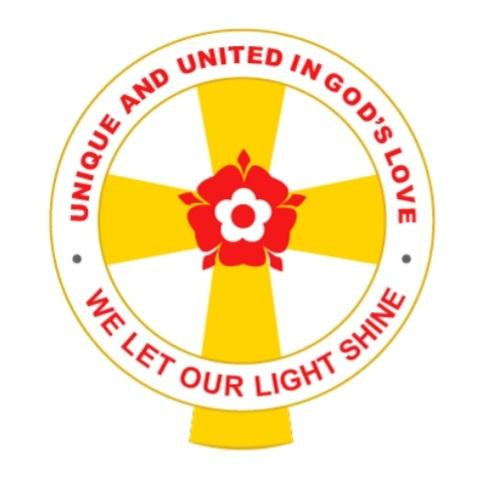 UNIQUE AND UNITED IN GOD'S LOVE
WE LET OUR LIGHT SHINE